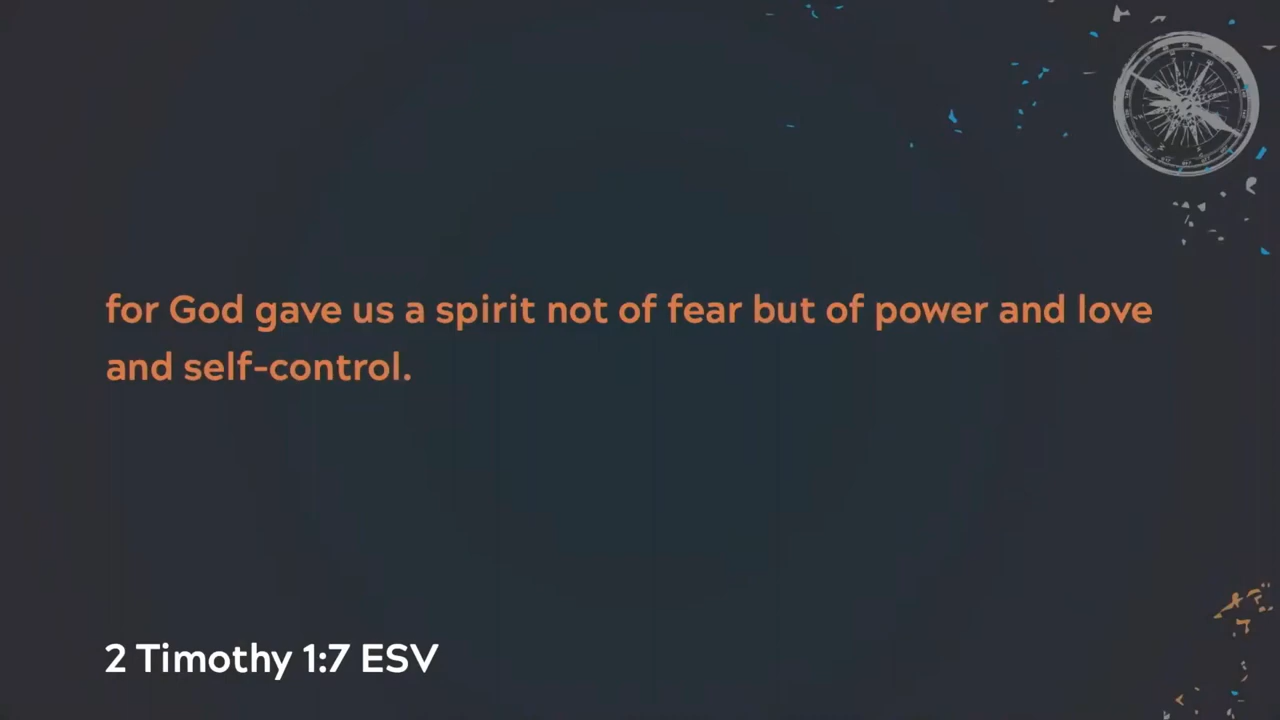 for God gave us a spirit not of fear but of power and love
and self-control.
2 Timothy 1:7 ESV